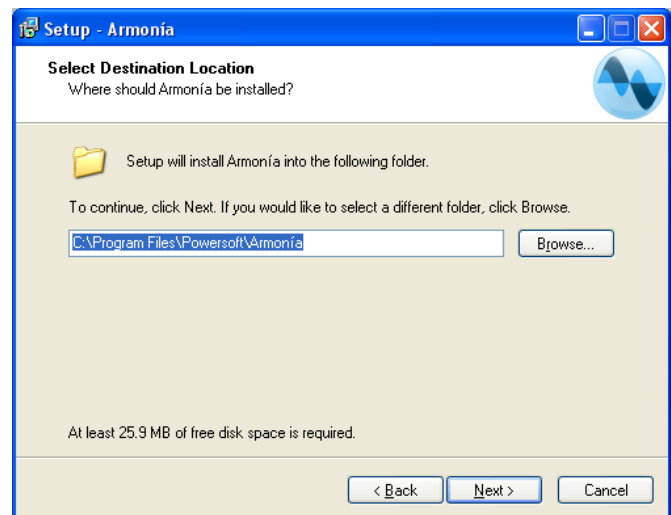 Setup - Armonía
Select Destination Location
Where should Armonía be installed?
Setup will install Armonía into the following folder.
To continue, click Next. If you would like to select a different folder, click Browse.
C:\Program Files\Powersoft\Armonía
Browse...
At least 25.9 MB of free disk space is required.
< Back
Next >
Cancel